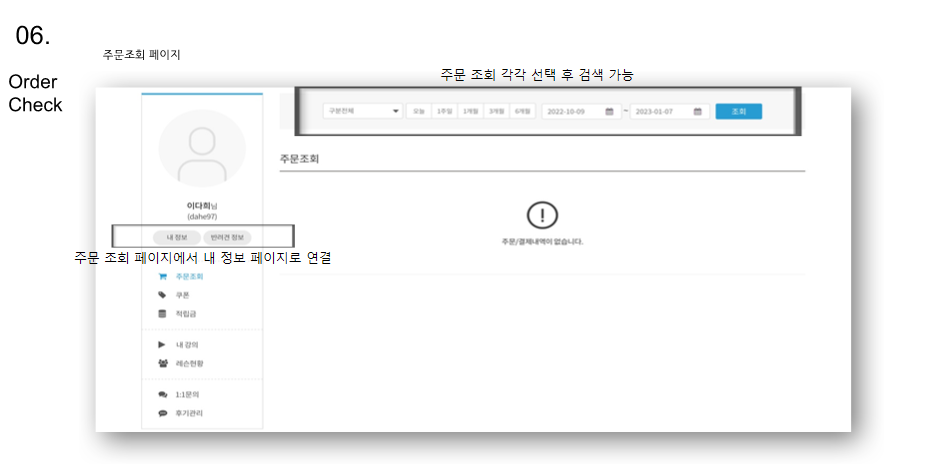 06.
주문조회 페이지
Order
Check
주문 조회 각각 선택 후 검색 가능
구분전체 오늘 1주일 1개월 3개월 6개월 2022-10-09 ~ 2023-01-07 조회
주문조회
이다희님
(dahe97)
내 정보 반려견 정보
주문/결제내역이 없습니다.
주문 조회 페이지에서 내 정보 페이지로 연결
주문조회
쿠폰
적립금
내 강의
레슨현황
1:1문의
후기관리